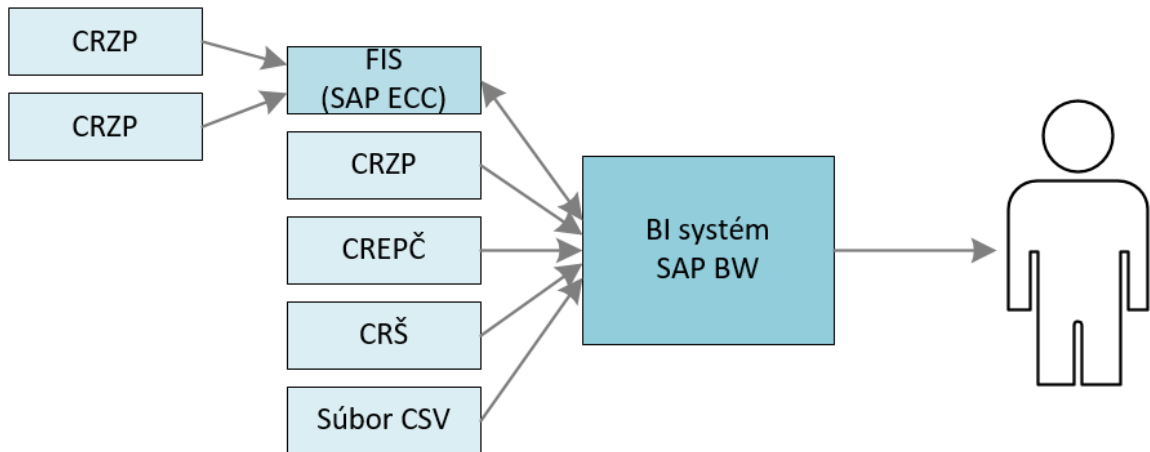 CRZP
CRZP
FIS
(SAP ECC)
CRZP
CREPČ
CRŠ
Súbor CSV
BI systém
SAP BW